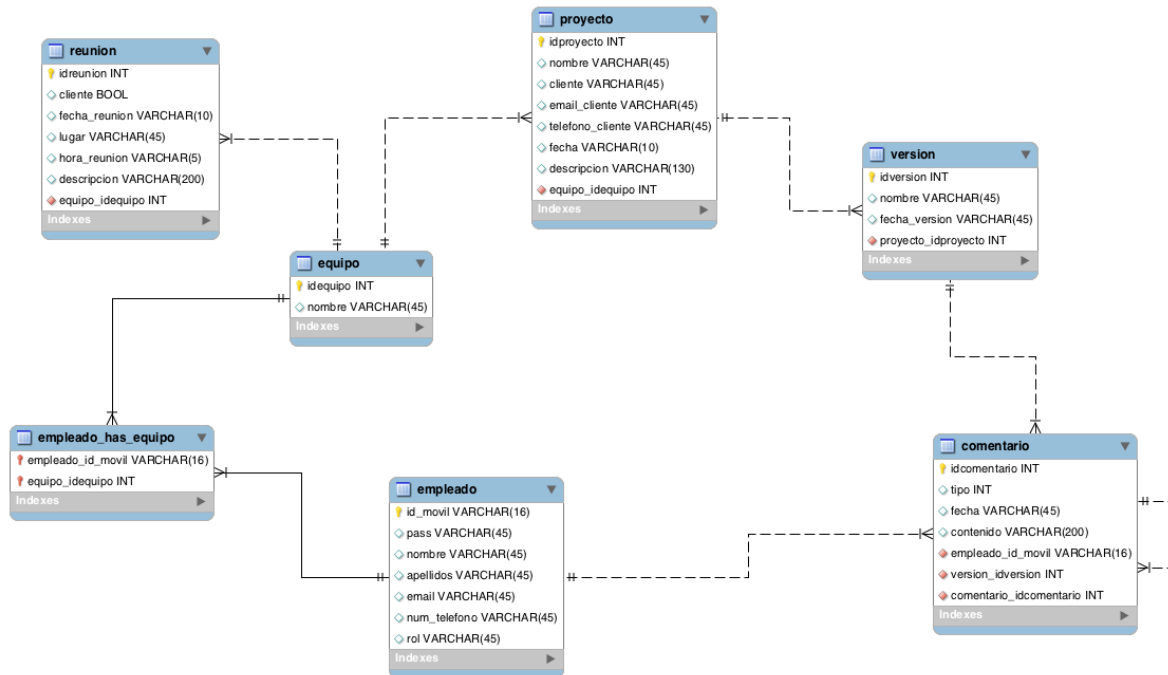 reunion
idreunion INT
cliente BOOL
fecha_reunion VARCHAR(10)
lugar VARCHAR(45)
hora_reunion VARCHAR(5)
descripcion VARCHAR(200)
equipo_idequipo INT
Indexes
proyecto
idproyecto INT
nombre VARCHAR(45)
cliente VARCHAR(45)
email_cliente VARCHAR(45)
telefono_cliente VARCHAR(45)
fecha VARCHAR(10)
descripcion VARCHAR(130)
equipo_idequipo INT
Indexes
version
idversion INT
nombre VARCHAR(45)
fecha_version VARCHAR(45)
proyecto_idproyecto INT
Indexes
equipo
idequipo INT
nombre VARCHAR(45)
Indexes
empleado_has_equipo
empleado_id_movil VARCHAR(16)
equipo_idequipo INT
Indexes
empleado
id_movil VARCHAR(16)
pass VARCHAR(45)
nombre VARCHAR(45)
apellidos VARCHAR(45)
email VARCHAR(45)
num_telefono VARCHAR(45)
rol VARCHAR(45)
Indexes
comentario
idcomentario INT
tipo INT
fecha VARCHAR(45)
contenido VARCHAR(200)
empleado_id_movil VARCHAR(16)
version_idversion INT
comentario_idcomentario INT
Indexes